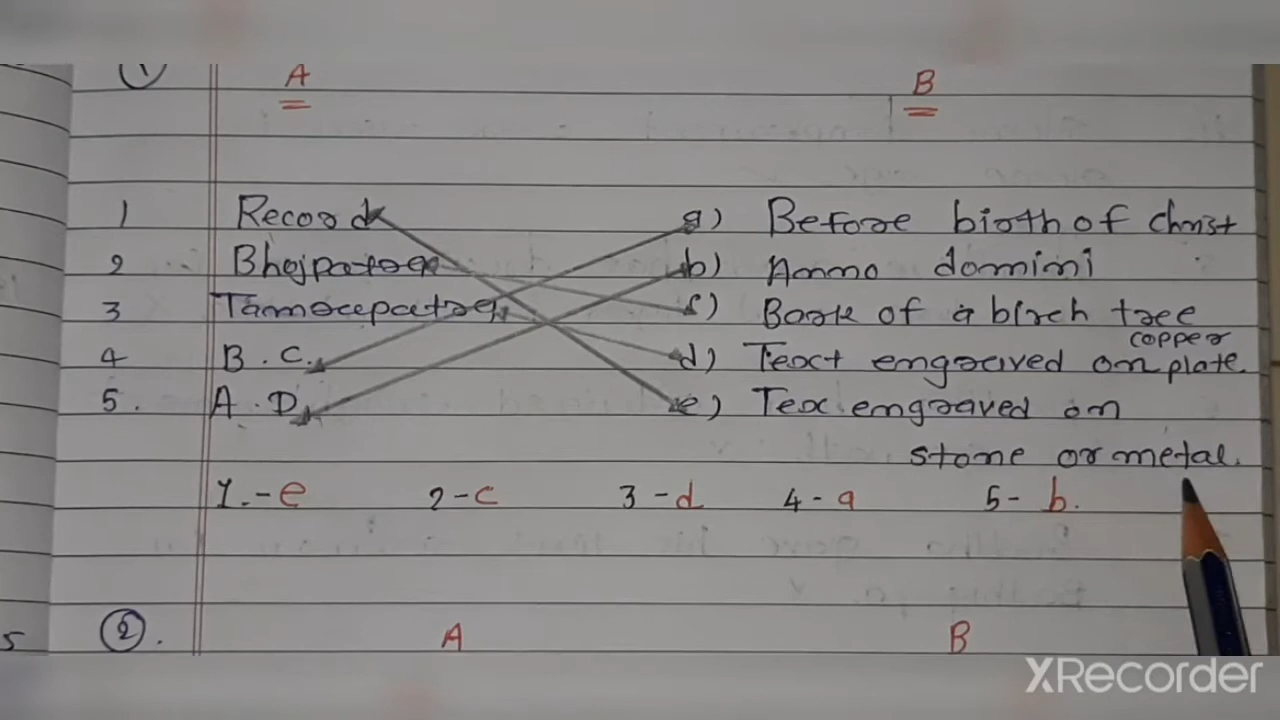 1 A B
1 Record a) Before birth of christ
2 Bhojpatra b) Anno domini
3 Tamrapatra c) Bark of a birch tree
4 B.C. d) Text engraved on copper plate.
5. A.D. e) Tex engraved on
stone or metal.
1.-e 2-c 3-d 4-a 5-b.
5 2. A B
XRecorder